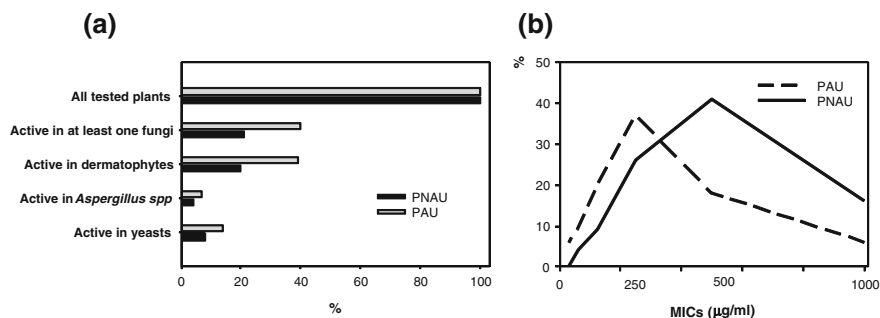 (a)
All tested plants
Active in at least one fungi
Active in dermatophytes
Active in Aspergillus spp
Active in yeasts
PNAU
PAU
0 20 40 60 80 100
%
(b)
%
50
40
30
20
10
0
PAU
PNAU
0 250 500 1000
MICs (µg/ml)